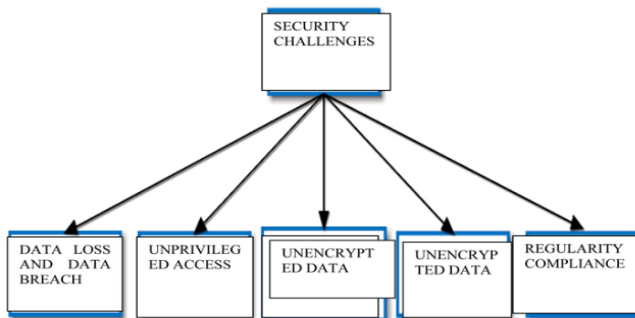 SECURITY
CHALLENGES
DATA LOSS
AND DATA
BREACH
UNPRIVILEG
ED ACCESS
UNENCRYPT
ED DATA
UNENCRYP
TED DATA
REGULARITY
COMPLIANCE